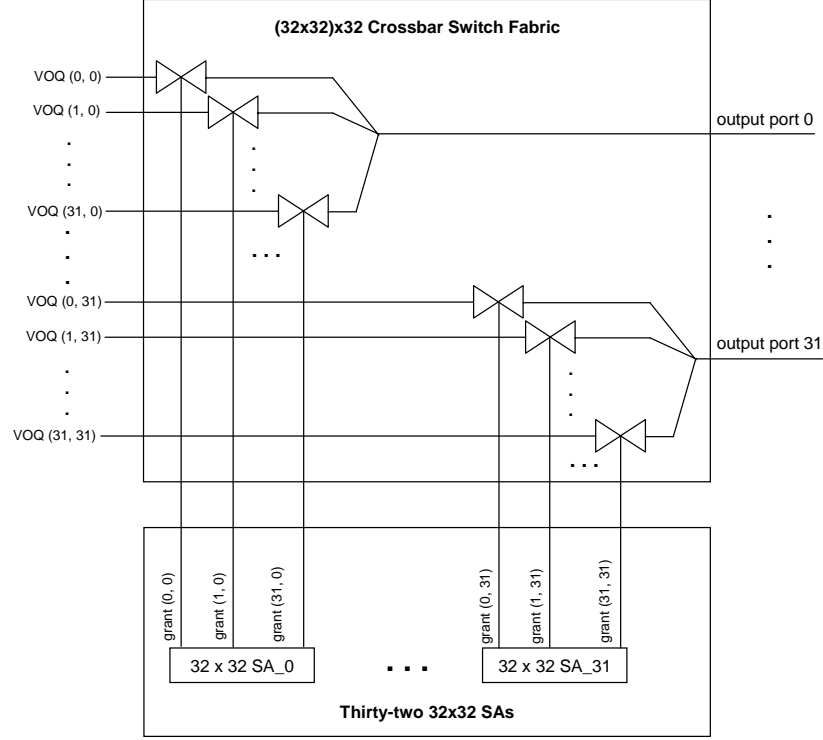 (32x32)x32 Crossbar Switch Fabric
VOQ (0, 0)
VOQ (1, 0)
output port 0
VOQ (31, 0)
VOQ (0, 31)
VOQ (1, 31)
output port 31
VOQ (31, 31)
grant (0, 0)
grant (1, 0)
grant (31, 0)
grant (0, 31)
grant (1, 31)
grant (31, 31)
32 x 32 SA_0
32 x 32 SA_31
Thirty-two 32x32 SAs